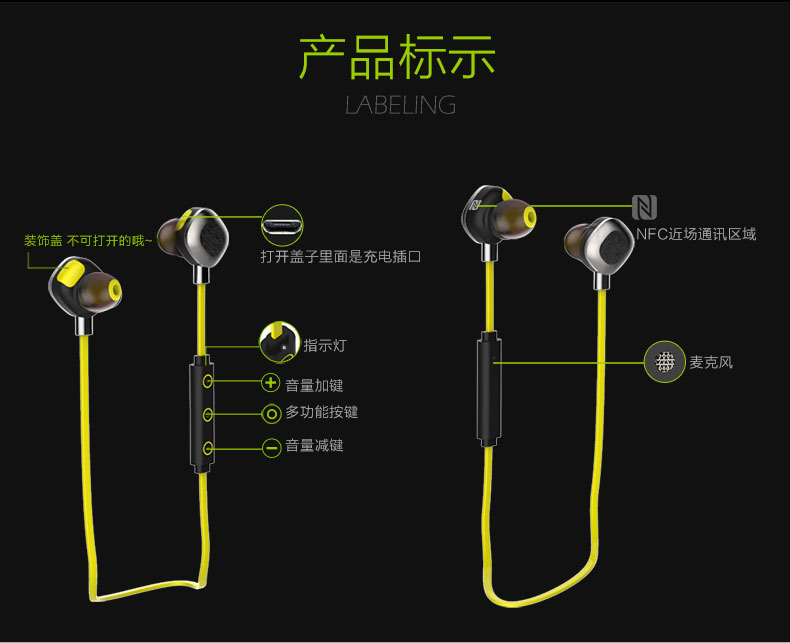 产品标示
LABELING
装饰盖 不可打开的哦~
打开盖子里面是充电插口
指示灯
音量加键
多功能按键
音量减键
NFC近场通讯区域
麦克风